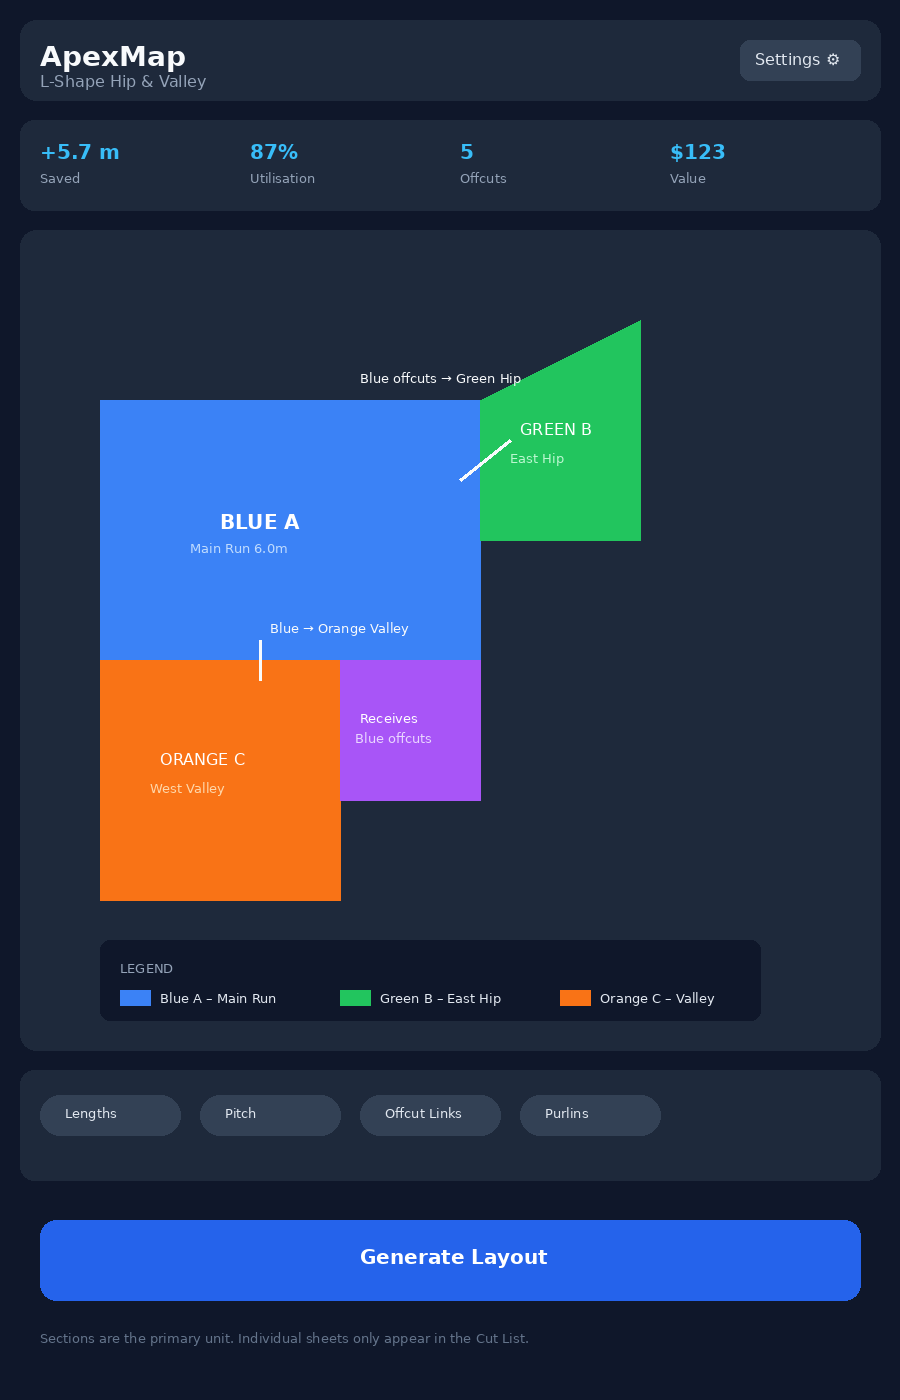 ApexMap
L-Shape Hip & Valley
Settings ⚙
+5.7 m
Saved
87%
Utilisation
5
Offcuts
$123
Value
Blue offcuts → Green Hip
GREEN B
East Hip
BLUE A
Main Run 6.0m
Blue → Orange Valley
Receives
Blue offcuts
ORANGE C
West Valley
LEGEND
Blue A – Main Run
Green B – East Hip
Orange C – Valley
Lengths
Pitch
Offcut Links
Purlins
Generate Layout
Sections are the primary unit. Individual sheets only appear in the Cut List.